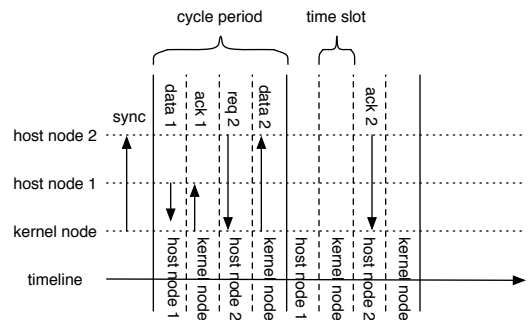 cycle period
time slot
sync
data 1
ack 1
req 2
data 2
ack 2
host node 2
host node 1
kernel node
timeline
host node 1
kernel node
host node 2
kernel node
host node 1
kernel node
host node 2
kernel node